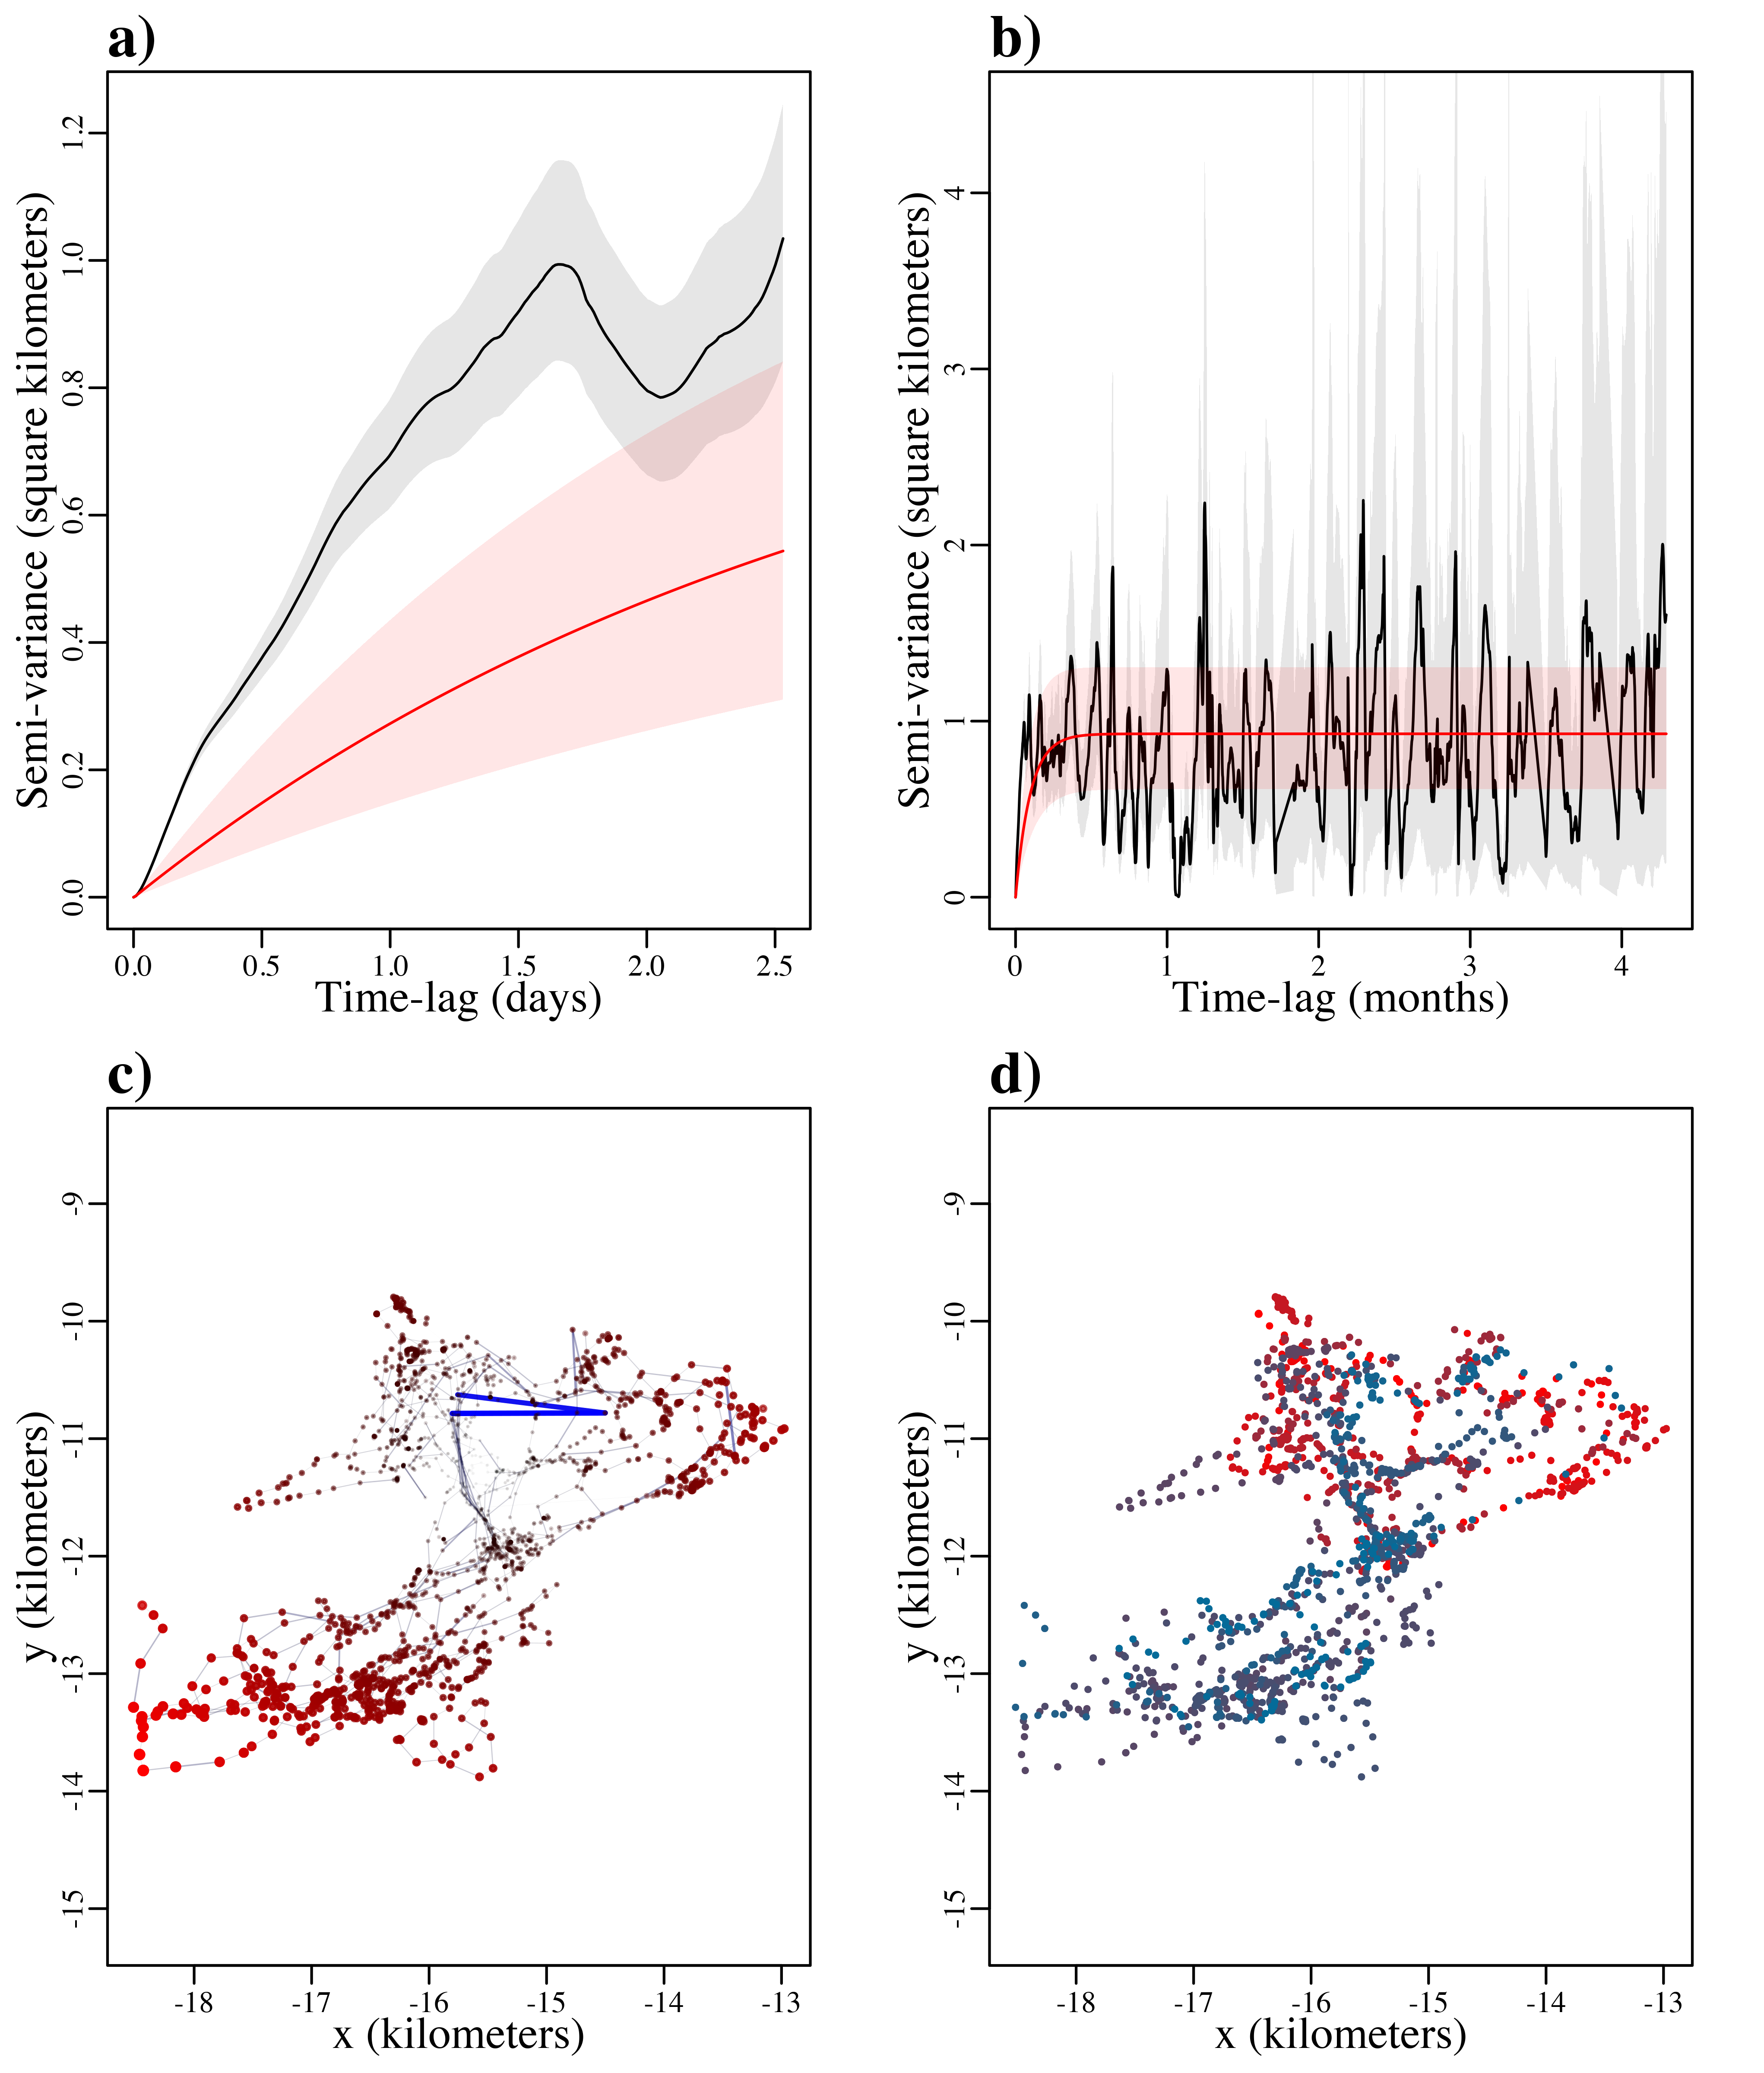 a)
Semi-variance (square kilometers)
0.0 0.2 0.4 0.6 0.8 1.0 1.2
0.0 0.5 1.0 1.5 2.0 2.5
Time-lag (days)
b)
Semi-variance (square kilometers)
0 1 2 3 4
0 1 2 3 4
Time-lag (months)
c)
y (kilometers)
-15 -14 -13 -12 -11 -10 -9
-18 -17 -16 -15 -14 -13
x (kilometers)
d)
y (kilometers)
-15 -14 -13 -12 -11 -10 -9
-18 -17 -16 -15 -14 -13
x (kilometers)